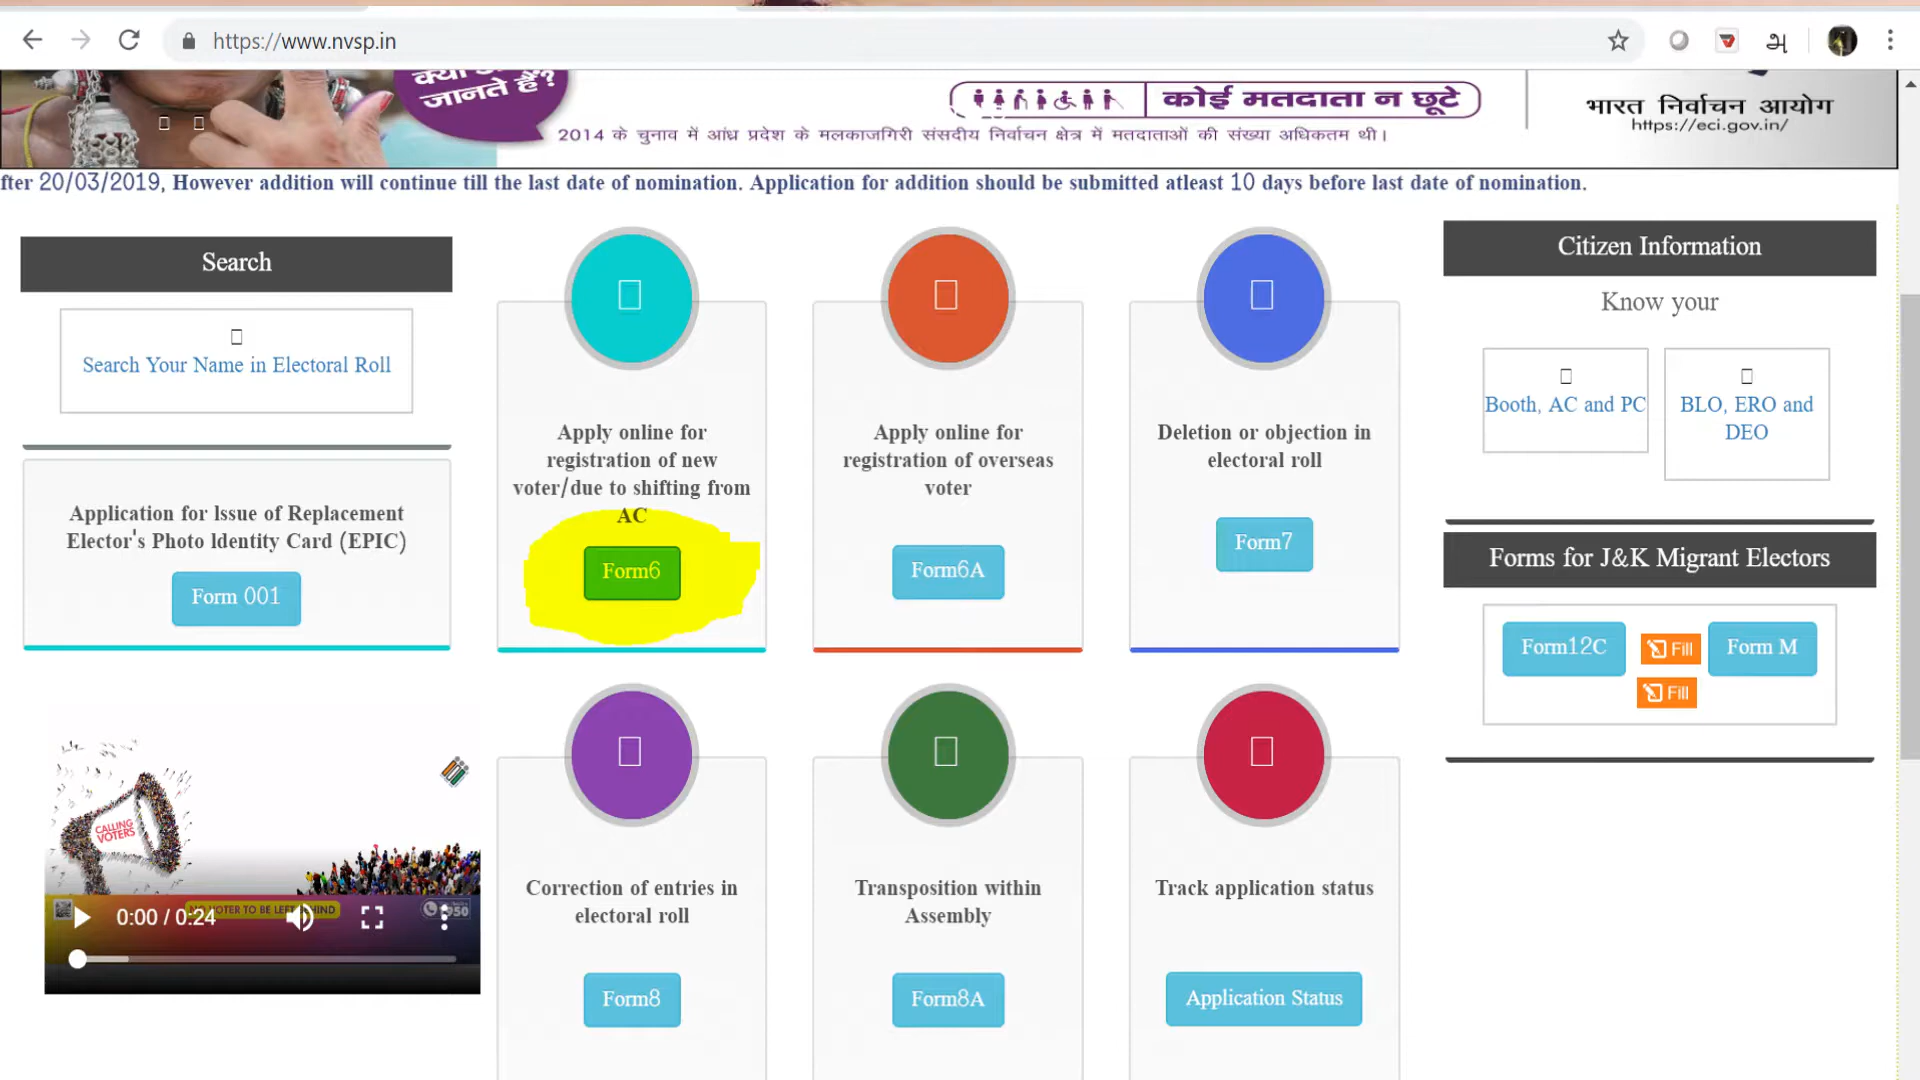 https://www.nvsp.in
अ
जानते हैं?
कोई मतदाता न छूटे
2014 के चुनाव में आंध्र प्रदेश के मलकाजगिरी संसदीय निर्वाचन क्षेत्र में मतदाताओं की संख्या अधिकतम थी।
भारत निर्वाचन आयोग
https://eci.gov.in/
fter 20/03/2019, However addition will continue till the last date of nomination. Application for addition should be submitted atleast 10 days before last date of nomination.
Search
Search Your Name in Electoral Roll
Application for Issue of Replacement
Elector's Photo Identity Card (EPIC)
Form 001
CALLING
VOTERS
NO VOTER TO BE LEFT BEHIND
1950
0:00 / 0:24
Apply online for
registration of new
voter/due to shifting from
AC
Form6
Apply online for
registration of overseas
voter
Form6A
Deletion or objection in
electoral roll
Form7
Correction of entries in
electoral roll
Form8
Transposition within
Assembly
Form8A
Track application status
Application Status
Citizen Information
Know your
Booth, AC and PC
BLO, ERO and
DEO
Forms for J&K Migrant Electors
Form12C
Fill
Form M
Fill